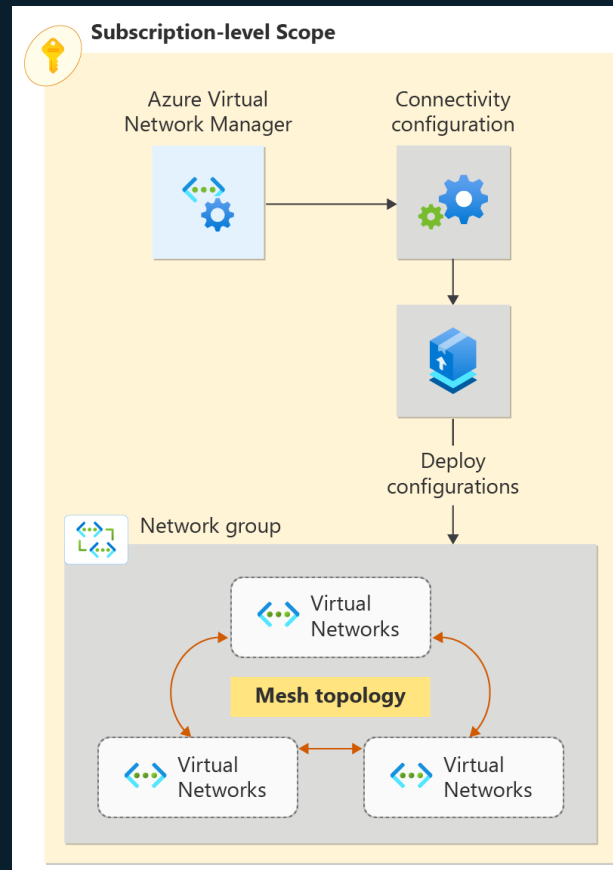 Subscription-level Scope
Azure Virtual
Network Manager
Connectivity
configuration
Deploy
configurations
Network group
Virtual
Networks
Mesh topology
Virtual
Networks
Virtual
Networks